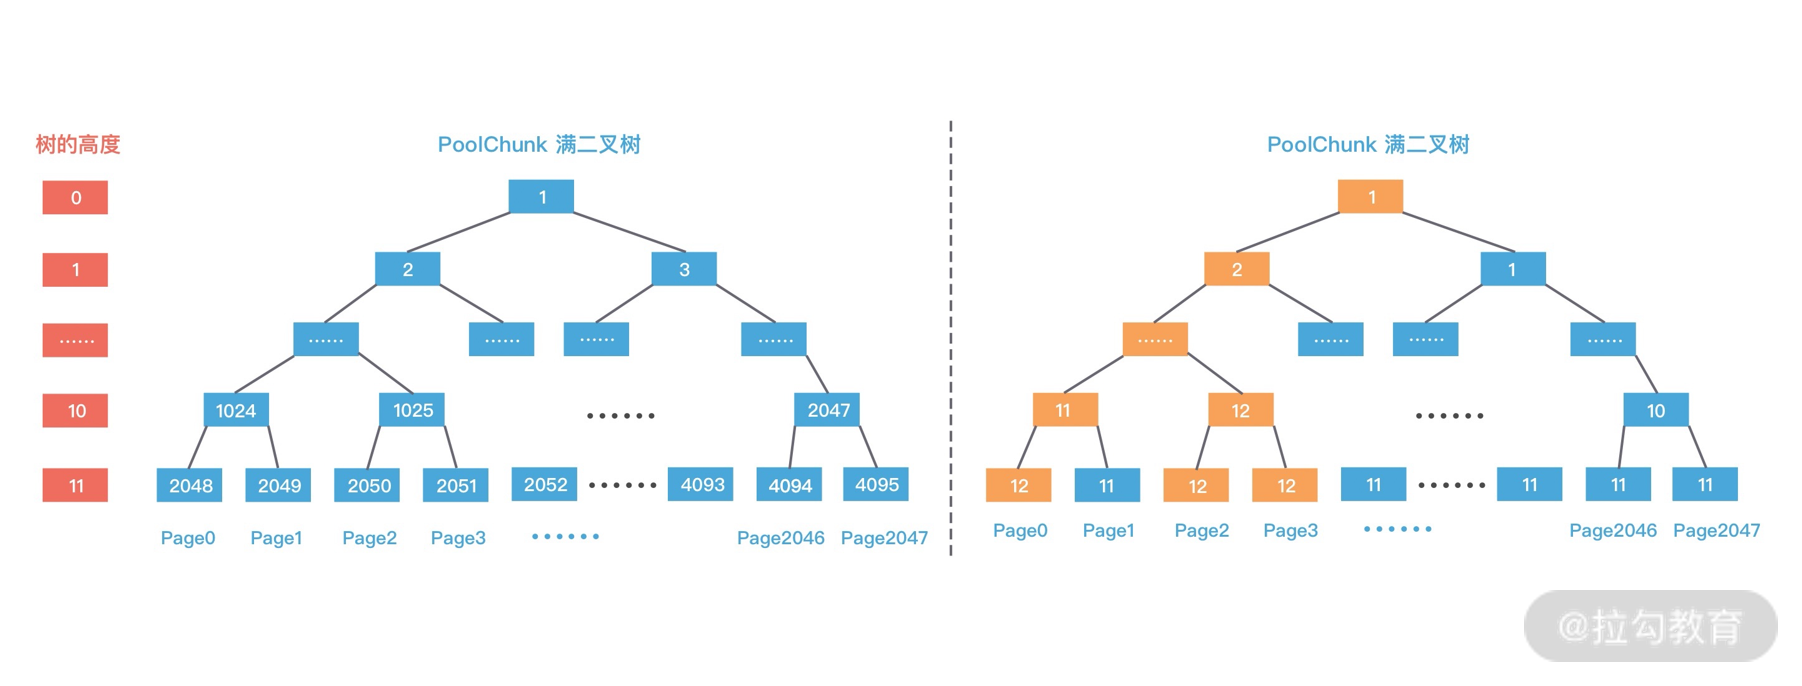 树的高度 PoolChunk 满二叉树 PoolChunk 满二叉树
0 1 1
1 2 3 2 1
…… …… …… …… …… …… …… …… ……
10 1024 1025 …… 2047 11 12 …… 10
11 2048 2049 2050 2051 2052 …… 4093 4094 4095 12 11 12 12 11 …… 11 11 11
Page0 Page1 Page2 Page3 …… Page2046 Page2047 Page0 Page1 Page2 Page3 …… Page2046 Page2047
@拉勾教育